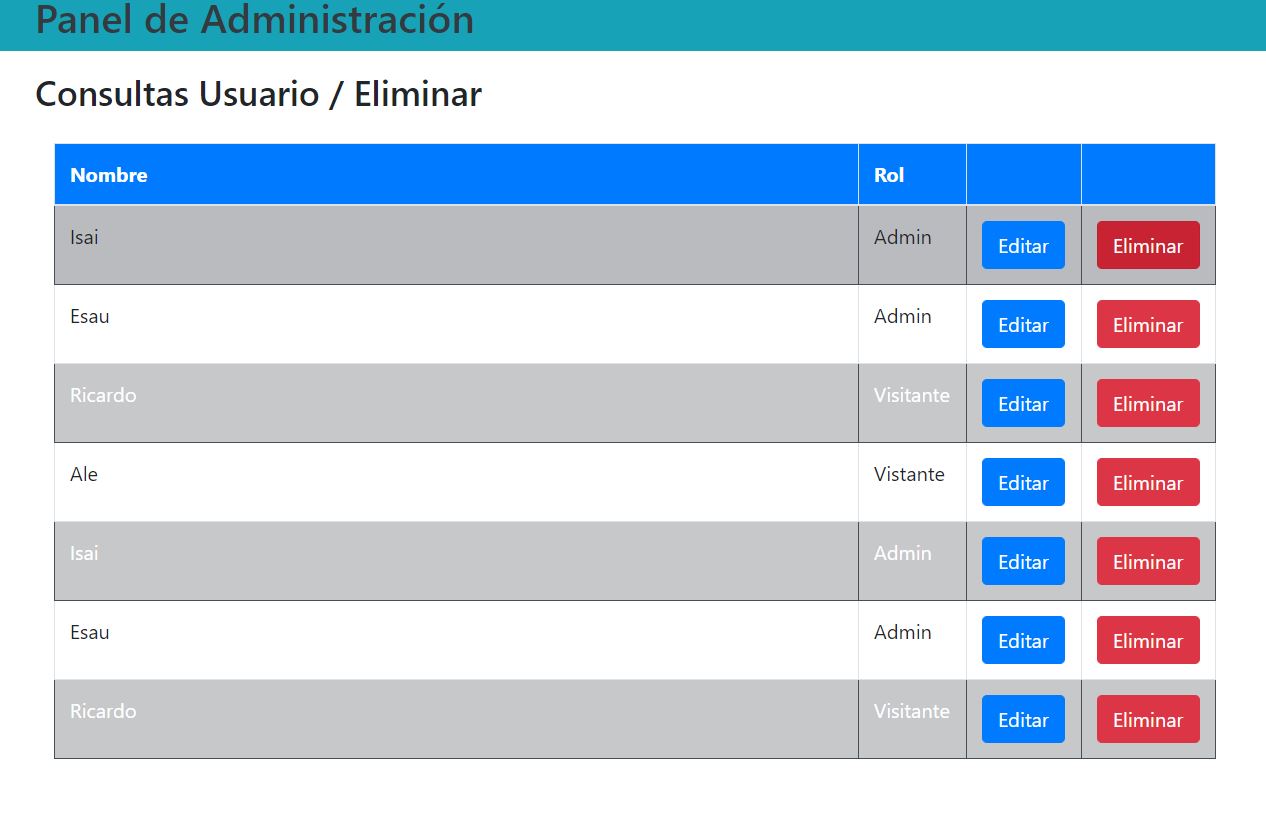 Panel de Administración
Consultas Usuario / Eliminar
Nombre Rol
Isai Admin Editar Eliminar
Esau Admin Editar Eliminar
Ricardo Visitante Editar Eliminar
Ale Vistante Editar Eliminar
Isai Admin Editar Eliminar
Esau Admin Editar Eliminar
Ricardo Visitante Editar Eliminar